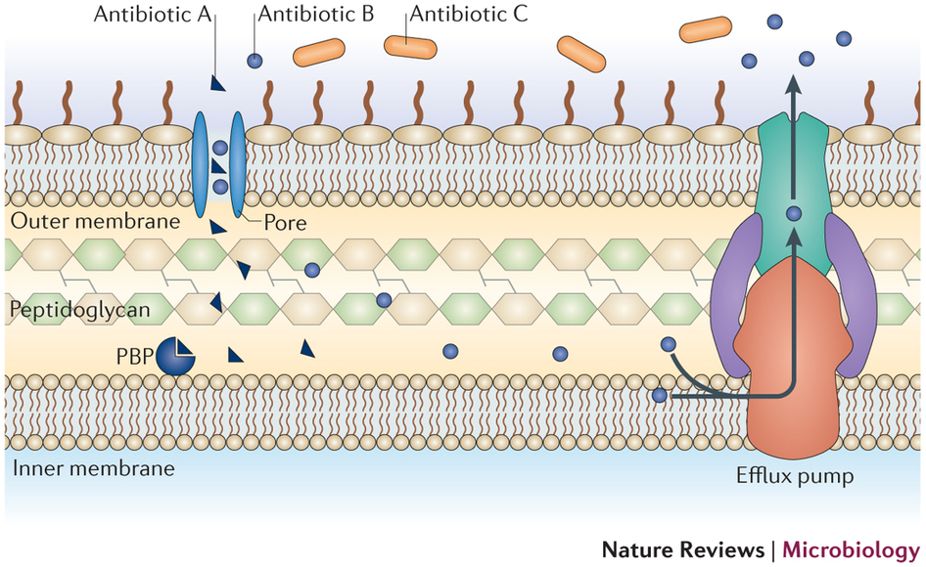 Antibiotic A
Antibiotic B
Antibiotic C
Outer membrane
Pore
Peptidoglycan
PBP
Inner membrane
Efflux pump
Nature Reviews | Microbiology